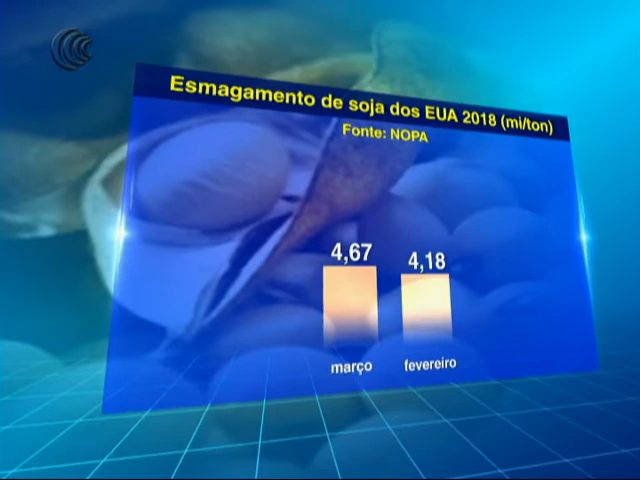 Esmagamento de soja dos EUA 2018 (mi/ton)
Fonte: NOPA
4,67 4,18
março fevereiro